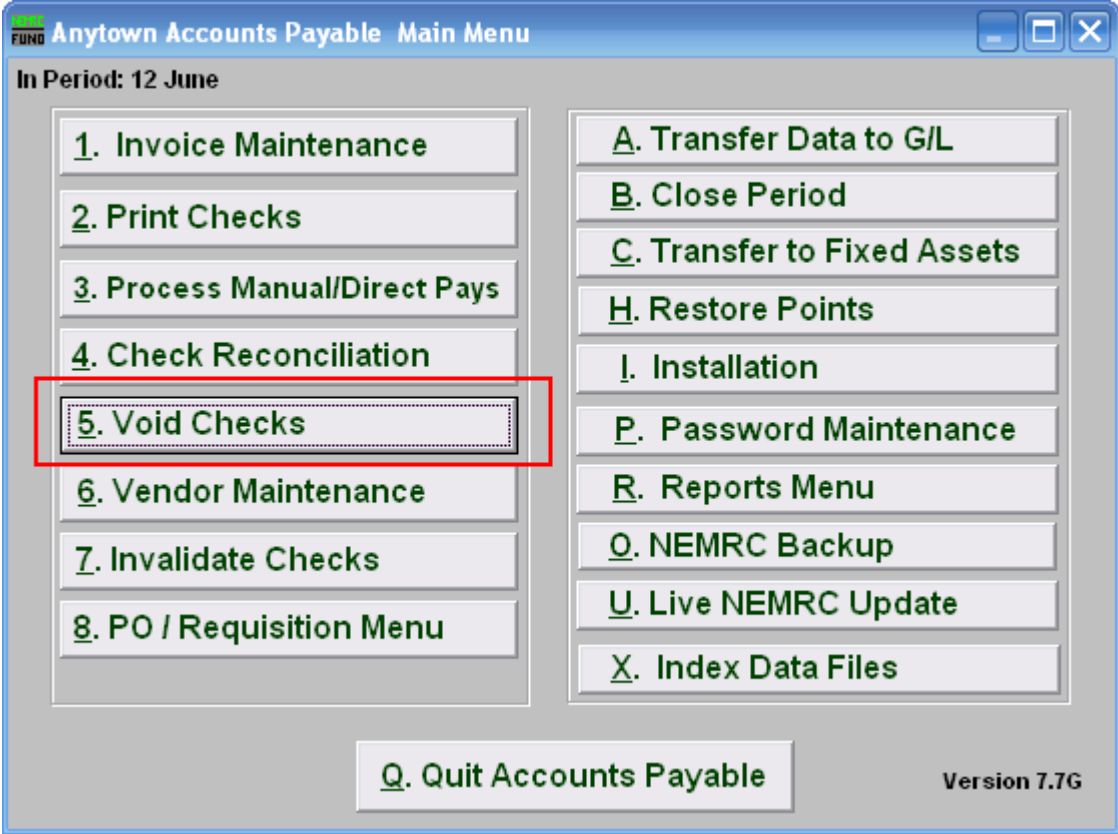 NEMRC
FUND
Anytown Accounts Payable Main Menu
In Period: 12 June
1. Invoice Maintenance
2. Print Checks
3. Process Manual/Direct Pays
4. Check Reconciliation
5. Void Checks
6. Vendor Maintenance
7. Invalidate Checks
8. PO / Requisition Menu
A. Transfer Data to G/L
B. Close Period
C. Transfer to Fixed Assets
H. Restore Points
I. Installation
P. Password Maintenance
R. Reports Menu
O. NEMRC Backup
U. Live NEMRC Update
X. Index Data Files
Q. Quit Accounts Payable
Version 7.7G